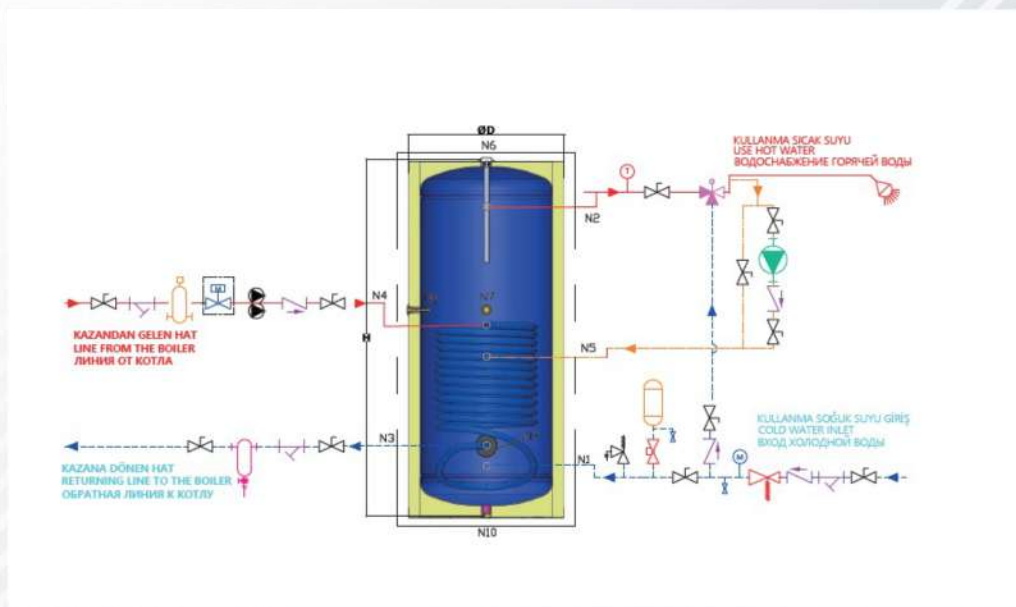 ØD
N6
KULLANMA SICAK SUYU
USE HOT WATER
ВОДОСНАБЖЕНИЕ ГОРЯЧЕЙ ВОДЫ
T
N2
N4
N7
M
H
KAZANDAN GELEN HAT
LINE FROM THE BOILER
ЛИНИЯ ОТ КОТЛА
N5
KULLANMA SOĞUK SUYU GİRİŞ
COLD WATER INLET
ВХОД ХОЛОДНОЙ ВОДЫ
N3
N1
M
KAZANA DÖNEN HAT
RETURNING LINE TO THE BOILER
ОБРАТНАЯ ЛИНИЯ К КОТЛУ
N10